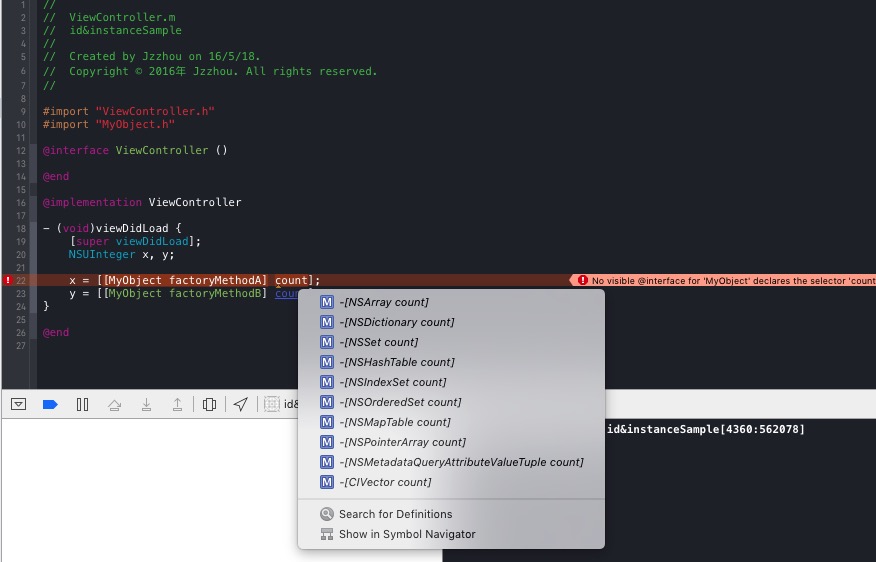 1 //
2 // ViewController.m
3 // id&instanceSample
4 //
5 // Created by Jzzhou on 16/5/18.
6 // Copyright © 2016年 Jzzhou. All rights reserved.
7 //
8
9 #import "ViewController.h"
10 #import "MyObject.h"
11
12 @interface ViewController ()
13
14 @end
15
16 @implementation ViewController
17
18 - (void)viewDidLoad {
19 [super viewDidLoad];
20 NSUInteger x, y;
21
22 x = [[MyObject factoryMethodA] count]; No visible @interface for 'MyObject' declares the selector 'count
23 y = [[MyObject factoryMethodB] coun
24 }
25
26 @end
27
M -[NSArray count]
M -[NSDictionary count]
M -[NSSet count]
M -[NSHashTable count]
M -[NSIndexSet count]
M -[NSOrderedSet count]
M -[NSMapTable count]
M -[NSPointerArray count]
M -[NSMetadataQueryAttributeValueTuple count]
M -[CIVector count]
Search for Definitions
Show in Symbol Navigator
id&
id&instanceSample[4360:562078]